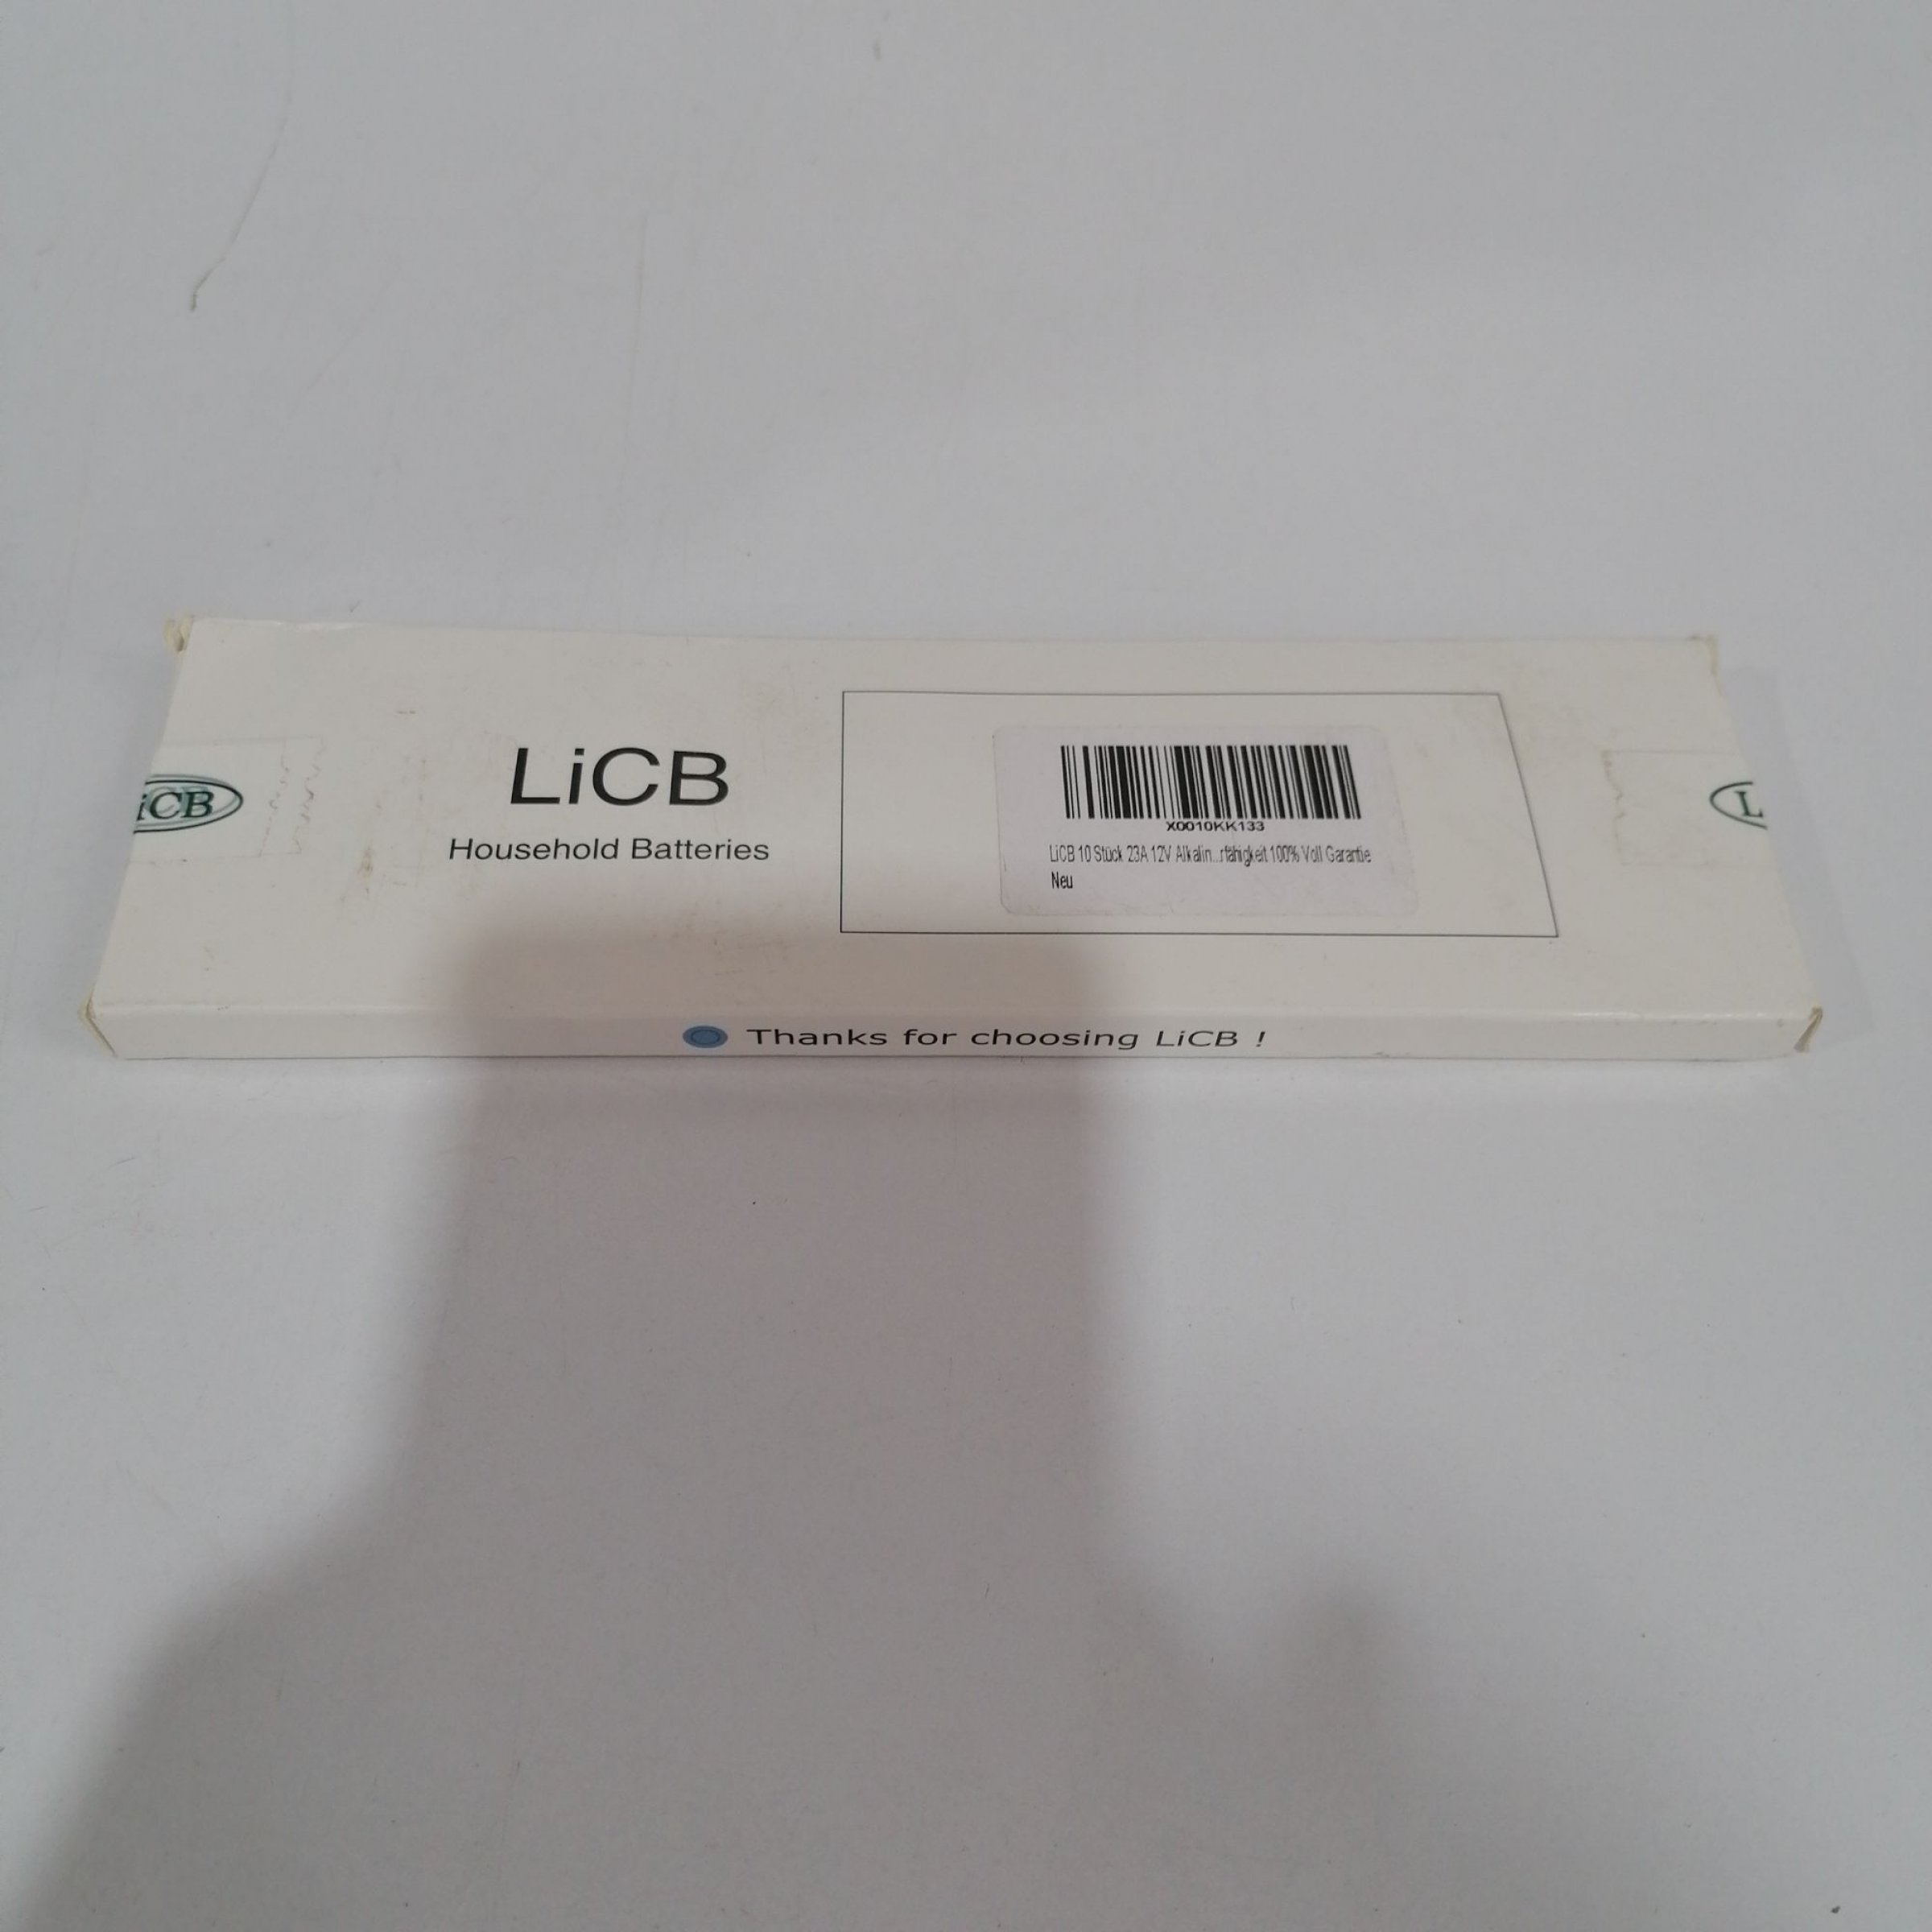 LiCB
Household Batteries
iCB
L
X0010KK133
LiCB 10 Stück 23A 12V Alkalin...rfähigkeit 100% Voll Garantie
Neu
Thanks for choosing LiCB !